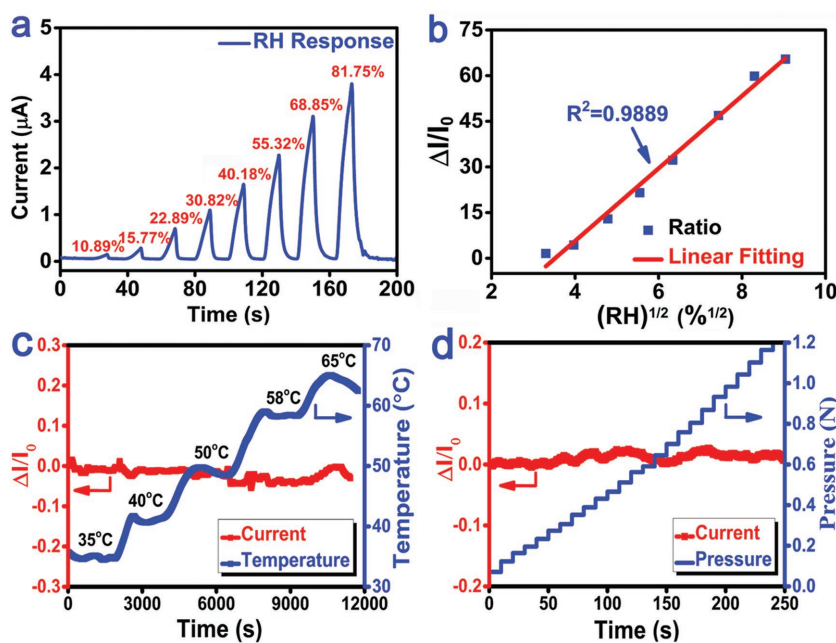 a
RH Response
81.75%
68.85%
55.32%
40.18%
30.82%
22.89%
15.77%
10.89%
5
4
3
2
1
0
Current (μA)
0 40 80 120 160 200
Time (s)
b
R²=0.9889
Ratio
Linear Fitting
75
60
45
30
15
0
ΔI/I₀
2 4 6 8 10
(RH)¹/² (%¹/²)
c
65°C
58°C
50°C
40°C
35°C
Current
Temperature
0.3
0.2
0.1
0.0
-0.1
-0.2
-0.3
ΔI/I₀
70
60
50
40
30
Temperature (°C)
0 3000 6000 9000 12000
Time (s)
d
Current
Pressure
0.2
0.1
0.0
-0.1
-0.2
ΔI/I₀
1.2
1.0
0.8
0.6
0.4
0.2
0.0
Pressure (N)
0 50 100 150 200 250
Time (s)